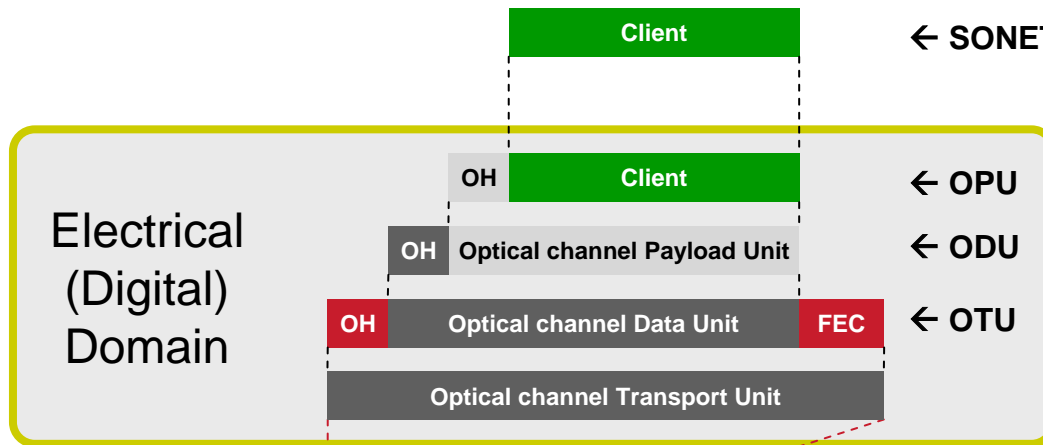 Client
← SONET
OH Client
← OPU
Electrical
(Digital)
Domain
OH Optical channel Payload Unit
← ODU
OH Optical channel Data Unit FEC
← OTU
Optical channel Transport Unit